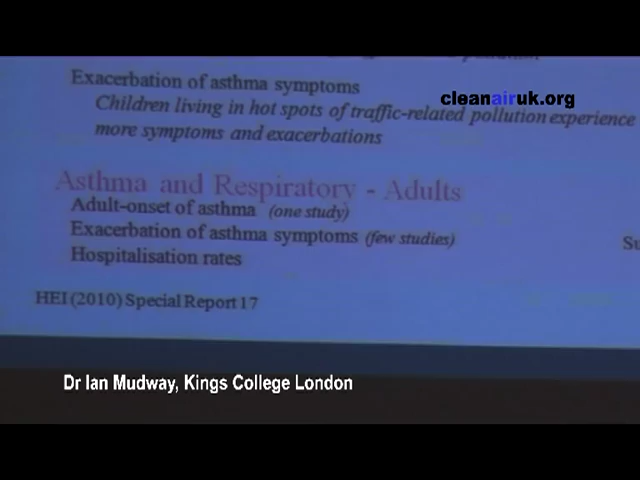 Exacerbation of asthma symptoms
cleanairuk.org
Children living in hot spots of traffic-related pollution experience
more symptoms and exacerbations
Asthma and Respiratory - Adults
Adult-onset of asthma (one study)
Exacerbation of asthma symptoms (few studies)
Su
Hospitalisation rates
HEI (2010) Special Report 17
Dr Ian Mudway, Kings College London